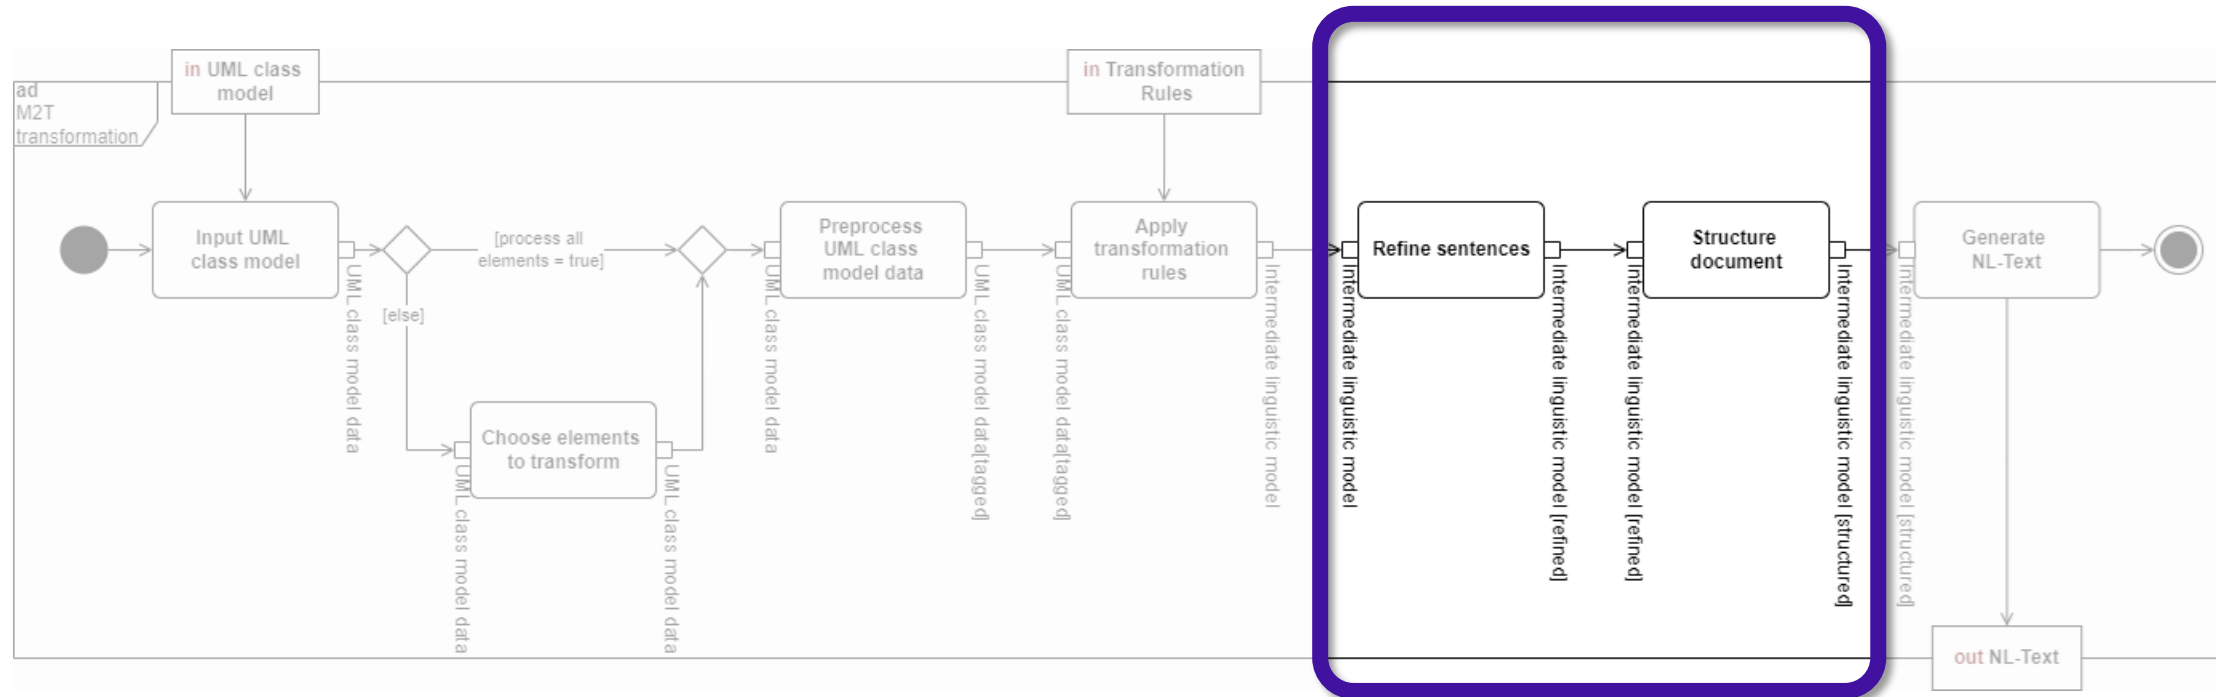 in UML class
model
in Transformation
Rules
ad
M2T
transformation
Input UML
class model
UML class model data
[process all
elements = true]
[else]
Choose elements
to transform
UML class model data
UML class model data
Preprocess
UML class
model data
UML class model data
UML class model data[tagged]
Apply
transformation
rules
UML class model data[tagged]
Intermediate linguistic model
Refine sentences
Intermediate linguistic model
Intermediate linguistic model [refined]
Structure
document
Intermediate linguistic model [refined]
Intermediate linguistic model [structured]
Generate
NL-Text
Intermediate linguistic model [structured]
out NL-Text